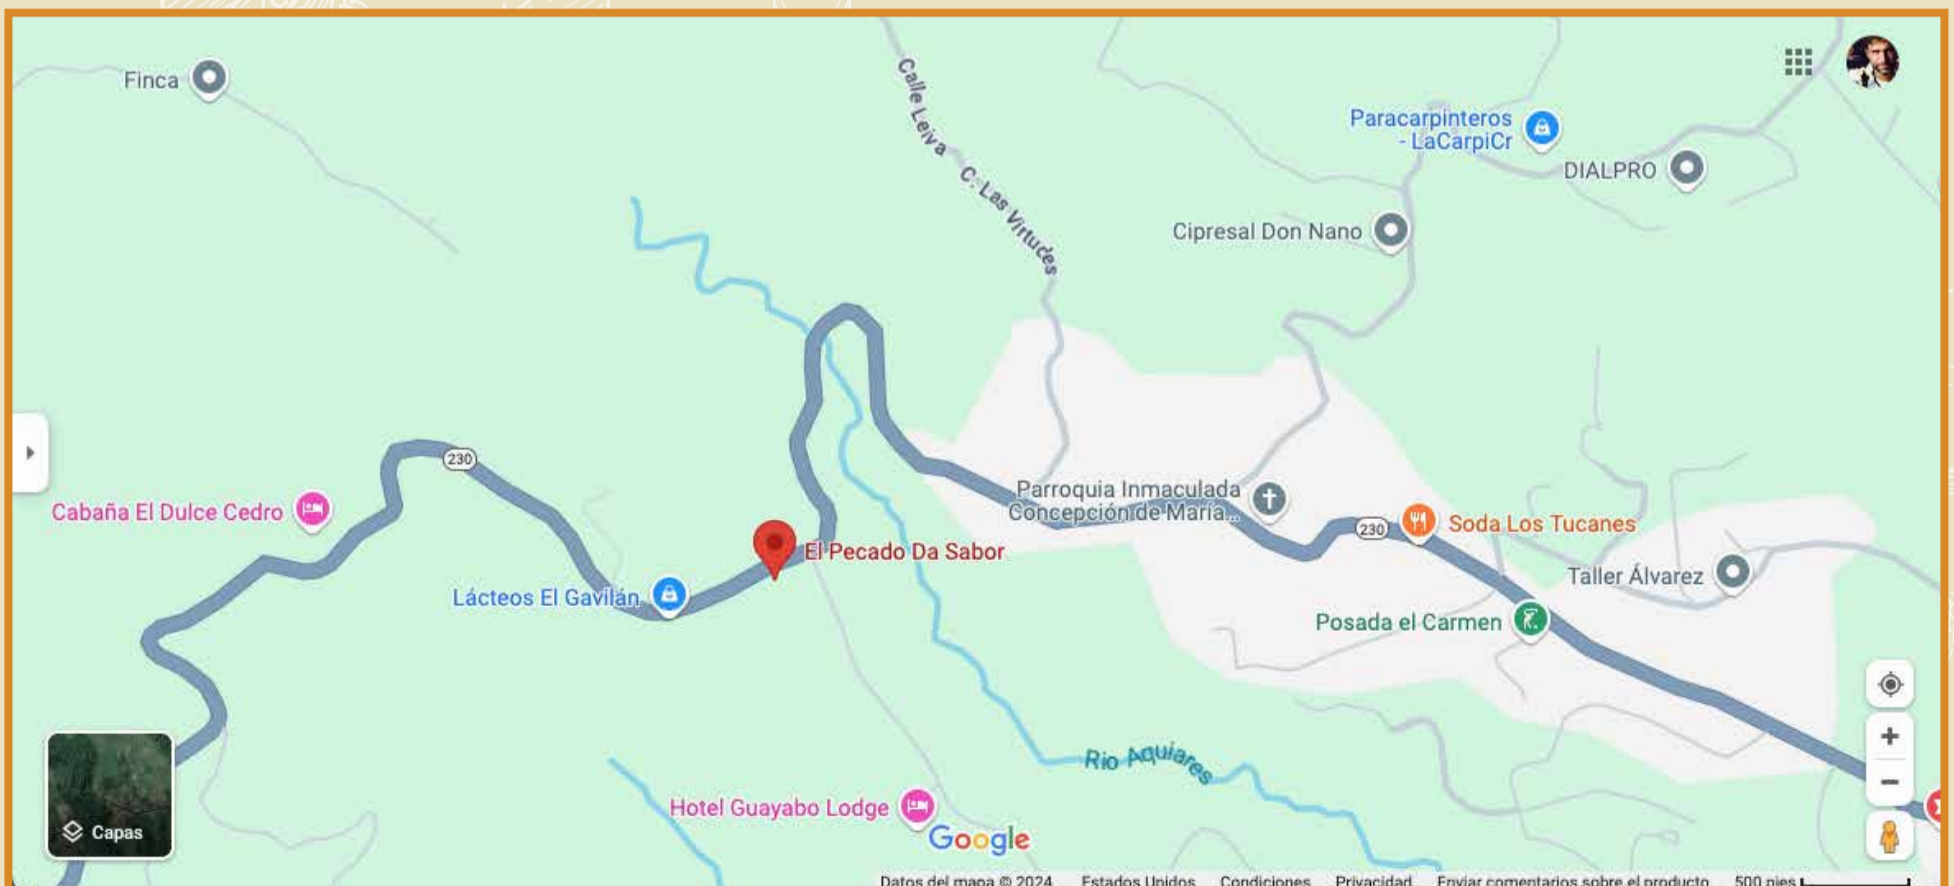 Finca
Calle Leiva
C. Las Virtudes
Paracarpinteros
- LaCarpiCr
DIALPRO
Cipresal Don Nano
230
Cabaña El Dulce Cedro
Parroquia Inmaculada
Concepción de María...
230
Soda Los Tucanes
El Pecado Da Sabor
Taller Álvarez
Lácteos El Gavilán
Posada el Carmen
Rio Aquiares
Hotel Guayabo Lodge
Capas
Google
Datos del mapa © 2024 Estados Unidos Condiciones Privacidad Enviar comentarios sobre el producto 500 pies